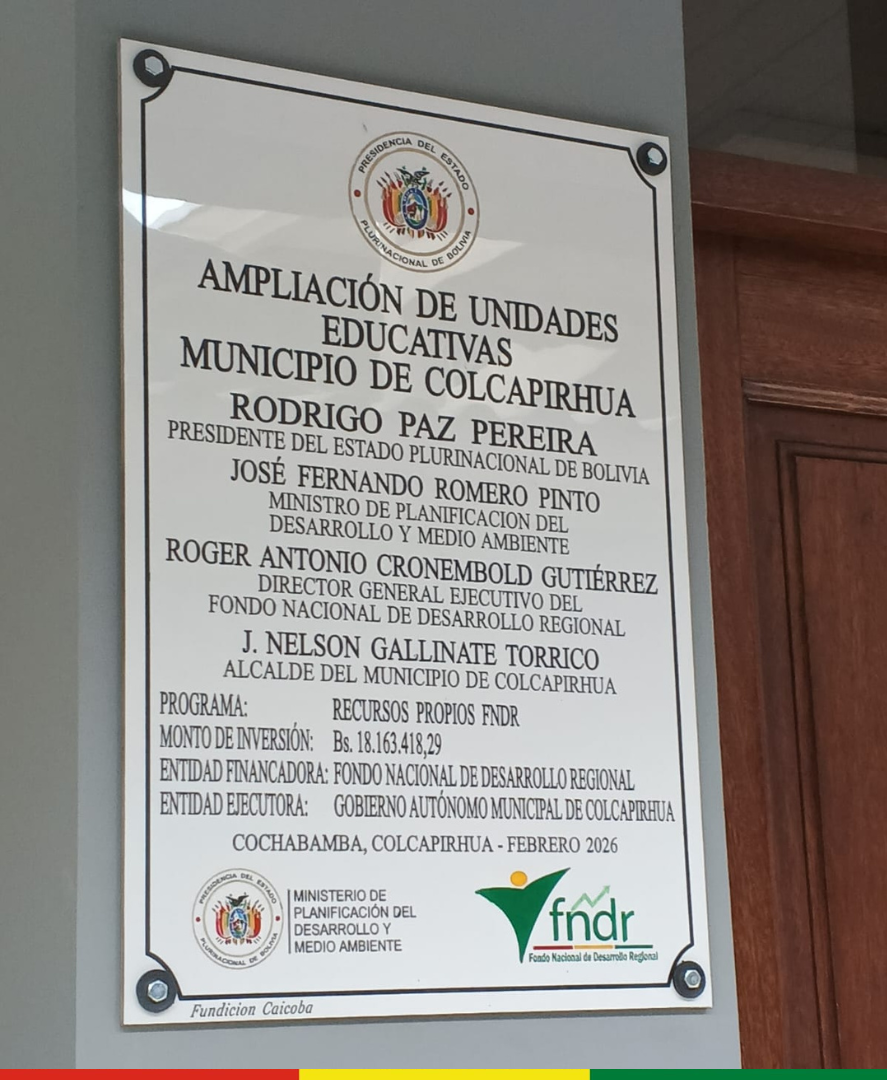 PRESIDENCIA DEL ESTADO
PLURINACIONAL DE BOLIVIA
AMPLIACIÓN DE UNIDADES
EDUCATIVAS
MUNICIPIO DE COLCAPIRHUA
RODRIGO PAZ PEREIRA
PRESIDENTE DEL ESTADO PLURINACIONAL DE BOLIVIA
JOSÉ FERNANDO ROMERO PINTO
MINISTRO DE PLANIFICACION DEL
DESARROLLO Y MEDIO AMBIENTE
ROGER ANTONIO CRONEMBOLD GUTIÉRREZ
DIRECTOR GENERAL EJECUTIVO DEL
FONDO NACIONAL DE DESARROLLO REGIONAL
J. NELSON GALLINATE TORRICO
ALCALDE DEL MUNICIPIO DE COLCAPIRHUA
PROGRAMA: RECURSOS PROPIOS FNDR
MONTO DE INVERSIÓN: Bs. 18.163.418,29
ENTIDAD FINANCADORA: FONDO NACIONAL DE DESARROLLO REGIONAL
ENTIDAD EJECUTORA: GOBIERNO AUTÓNOMO MUNICIPAL DE COLCAPIRHUA
COCHABAMBA, COLCAPIRHUA - FEBRERO 2026
PRESIDENCIA DEL ESTADO
PLURINACIONAL DE BOLIVIA
MINISTERIO DE
PLANIFICACIÓN DEL
DESARROLLO Y
MEDIO AMBIENTE
fndr
Fondo Nacional de Desarrollo Regional
Fundicion Caicoba